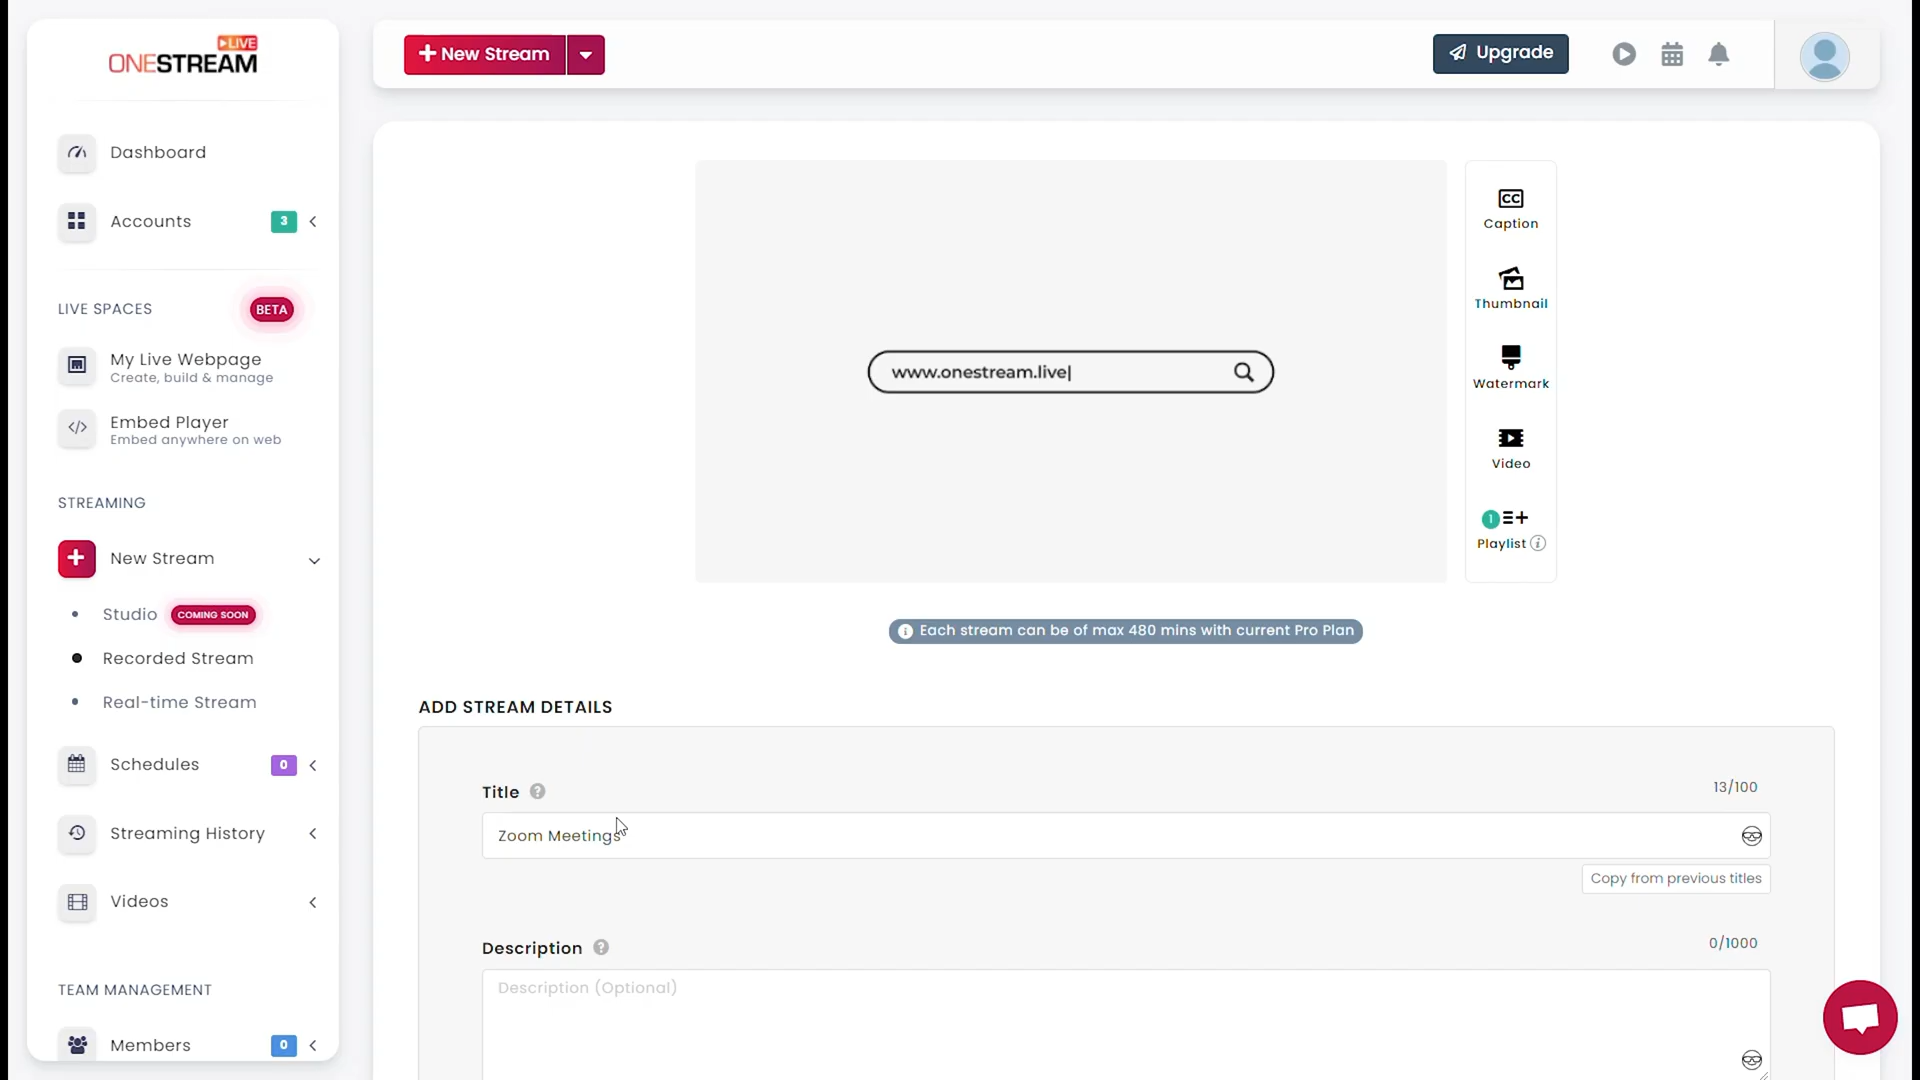 LIVE
ONESTREAM
Dashboard
Accounts 3
LIVE SPACES BETA
My Live Webpage
Create, build & manage
Embed Player
Embed anywhere on web
STREAMING
New Stream
Studio COMING SOON
Recorded Stream
Real-time Stream
Schedules 0
Streaming History
Videos
TEAM MANAGEMENT
Members 0
+ New Stream
Upgrade
www.onestream.live|
CC
Caption
Thumbnail
Watermark
Video
1
Playlist i
i Each stream can be of max 480 mins with current Pro Plan
ADD STREAM DETAILS
Title ? 13/100
Zoom Meetings
Copy from previous titles
Description ? 0/1000
Description (Optional)